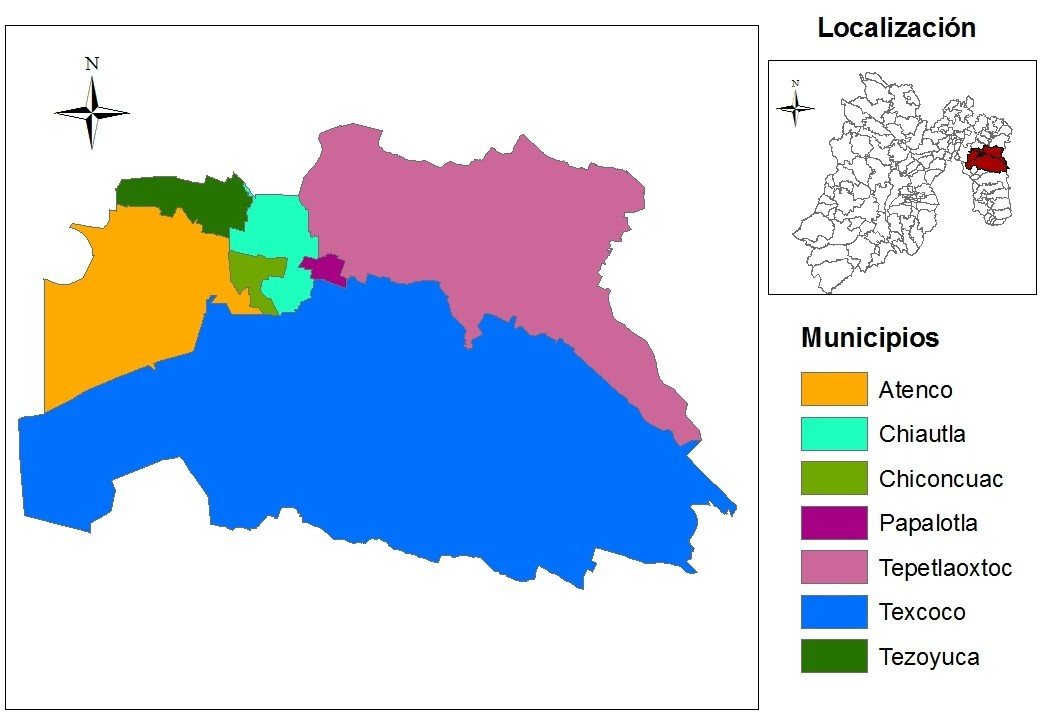 N
Localización
N
Municipios
Atenco
Chiautla
Chiconcuac
Papalotla
Tepetlaoxtoc
Texcoco
Tezoyuca